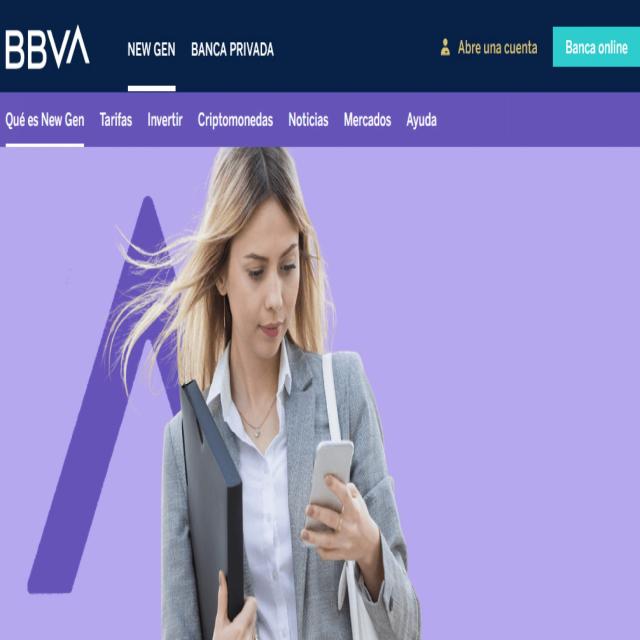 BBVA NEW GEN BANCA PRIVADA Abre una cuenta Banca online
Qué es New Gen Tarifas Invertir Criptomonedas Noticias Mercados Ayuda